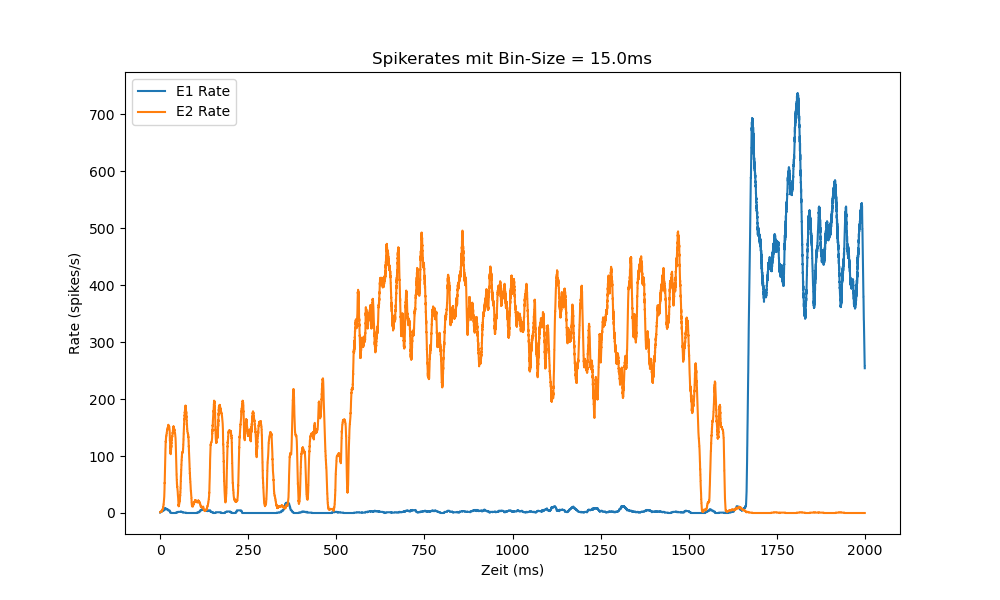 Spikerates mit Bin-Size = 15.0ms
E1 Rate
E2 Rate
700
600
500
400
300
200
100
0
Rate (spikes/s)
0 250 500 750 1000 1250 1500 1750 2000
Zeit (ms)